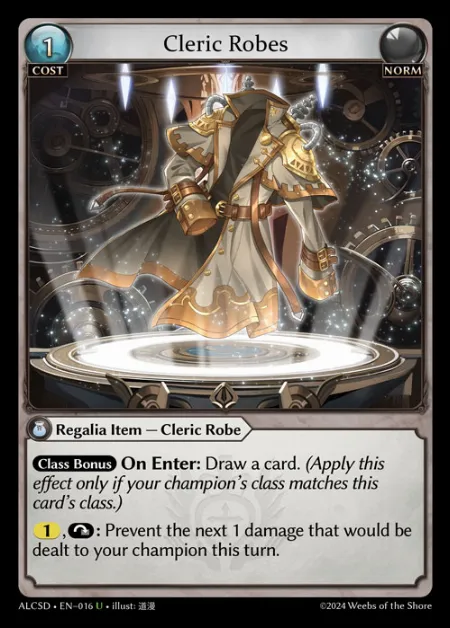 1
Cleric Robes
COST
NORM
Regalia Item — Cleric Robe
Class Bonus On Enter: Draw a card. (Apply this
effect only if your champion's class matches this
card's class.)
1, : Prevent the next 1 damage that would be
dealt to your champion this turn.
ALCSD • EN-016 U • illust: 道漫
©2024 Weebs of the Shore